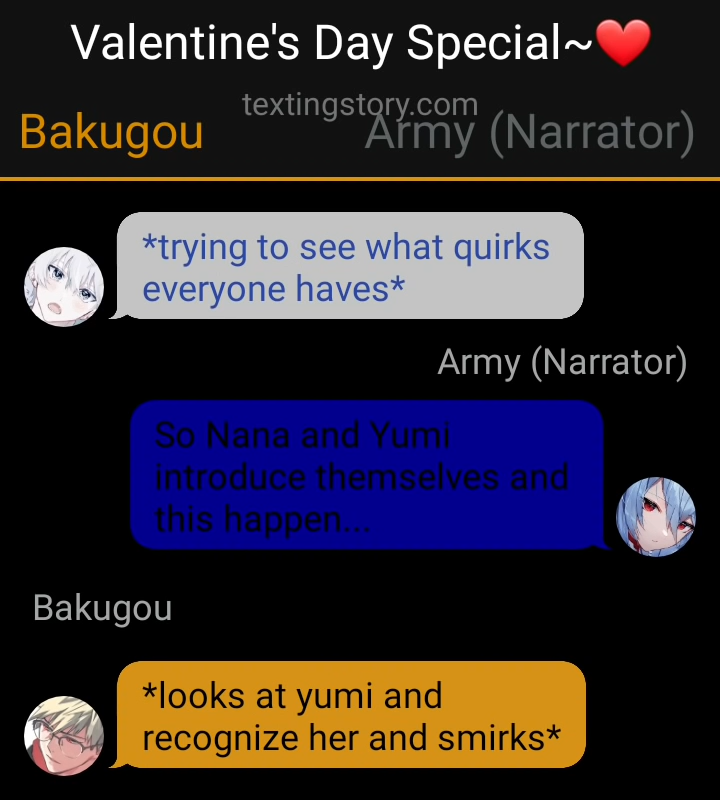 Valentine's Day Special~❤️
textingstory.com
Bakugou
Army (Narrator)
*trying to see what quirks
everyone haves*
Army (Narrator)
So Nana and Yumi
introduce themselves and
this happen...
Bakugou
*looks at yumi and
recognize her and smirks*